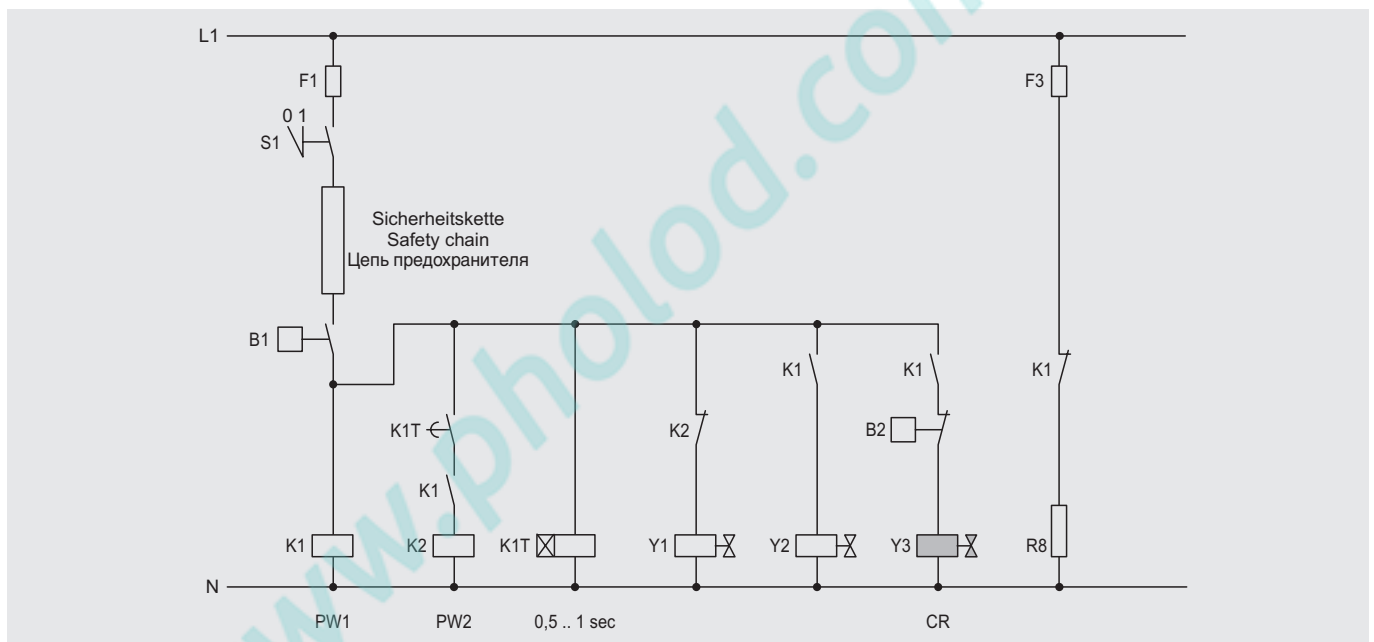 L1
F1
F3
0 1
S1
Sicherheitskette
Safety chain
Цепь предохранителя
B1
K1
K1
K1
K1T
K2
B2
K1
K1
K2
K1T
Y1
Y2
Y3
R8
N
PW1
PW2
0,5 .. 1 sec
CR
www.pholod.com